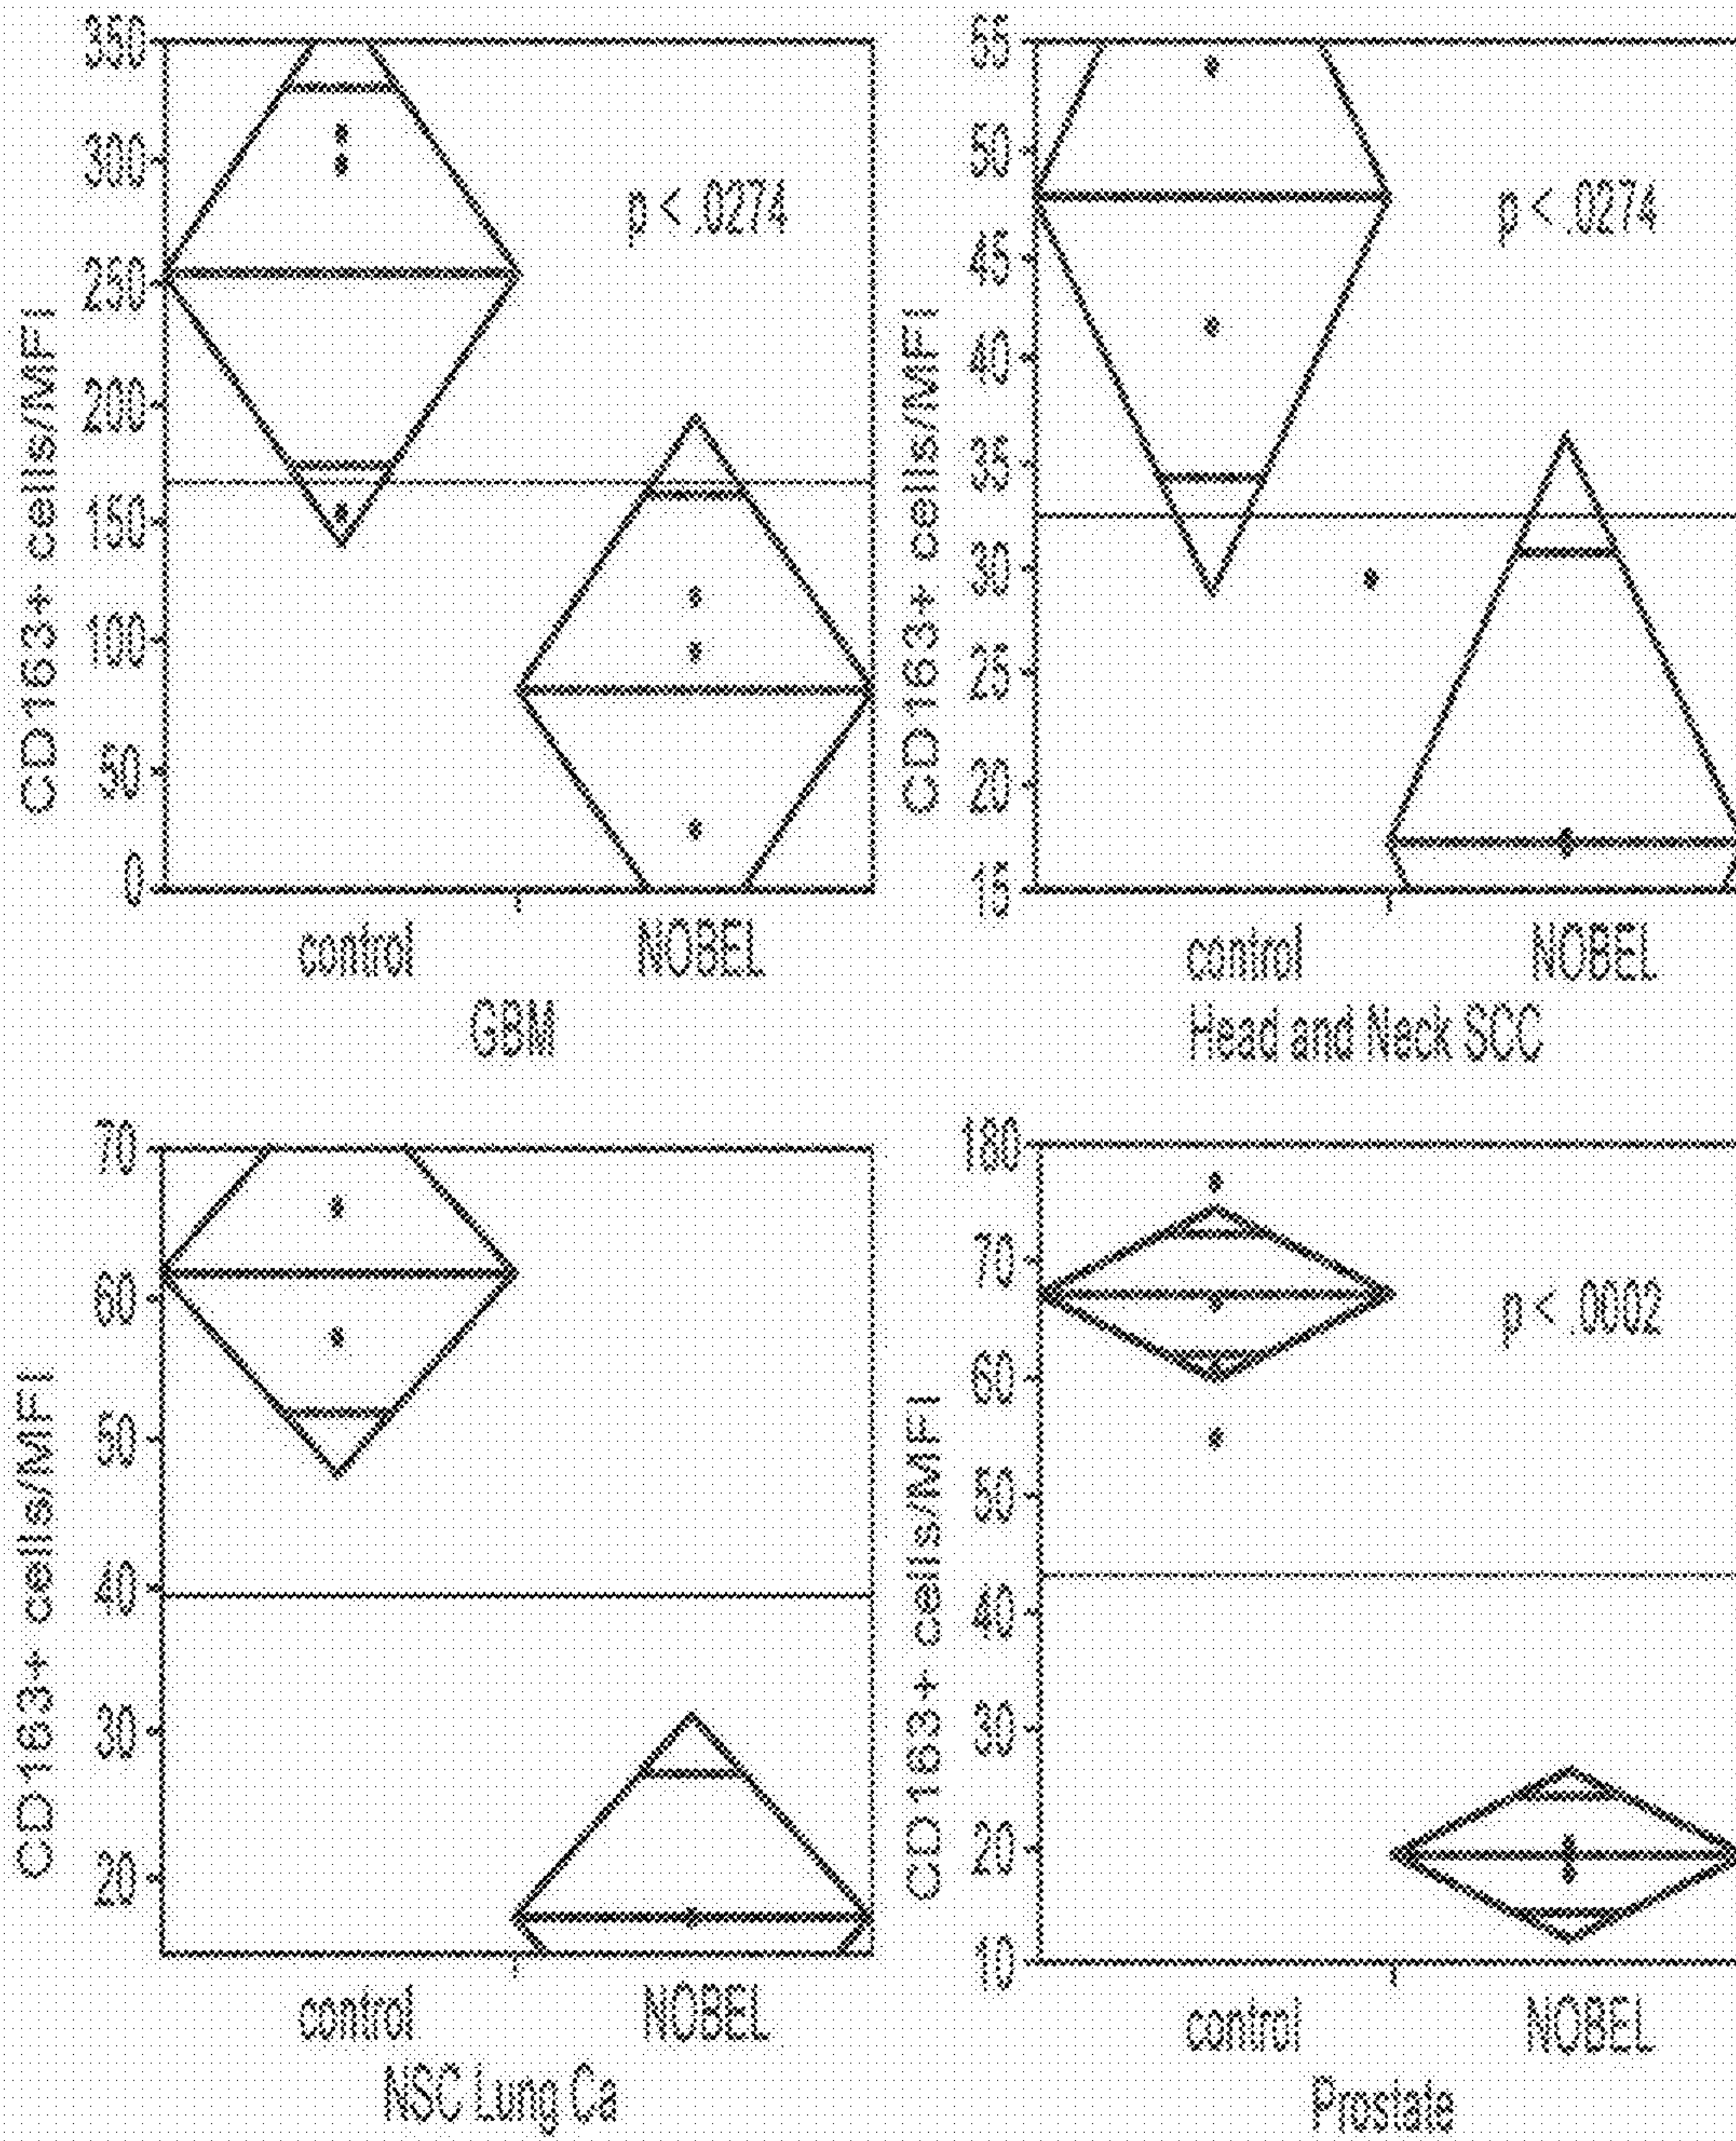 350
300
250
200
150
100
50
0
CD163+ cells/MFI
p < .0274
control NOBEL
GBM
55
50
45
40
35
30
25
20
15
CD163+ cells/MFI
p < .0274
control NOBEL
Head and Neck SCC
70
60
50
40
30
20
CD163+ cells/MFI
control NOBEL
NSC Lung Ca
180
70
60
50
40
30
20
10
CD163+ cells/MFI
p < .0002
control NOBEL
Prostate